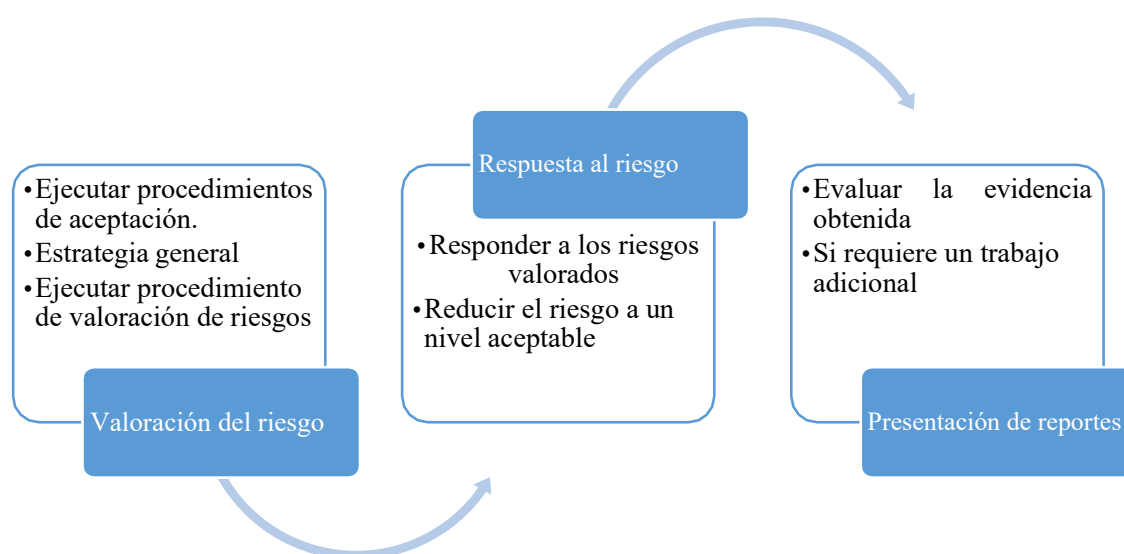 •Ejecutar procedimientos
de aceptación.
•Estrategia general
•Ejecutar procedimiento
de valoración de riesgos
Valoración del riesgo
Respuesta al riesgo
•Responder a los riesgos
valorados
•Reducir el riesgo a un
nivel aceptable
•Evaluar la evidencia
obtenida
•Si requiere un trabajo
adicional
Presentación de reportes